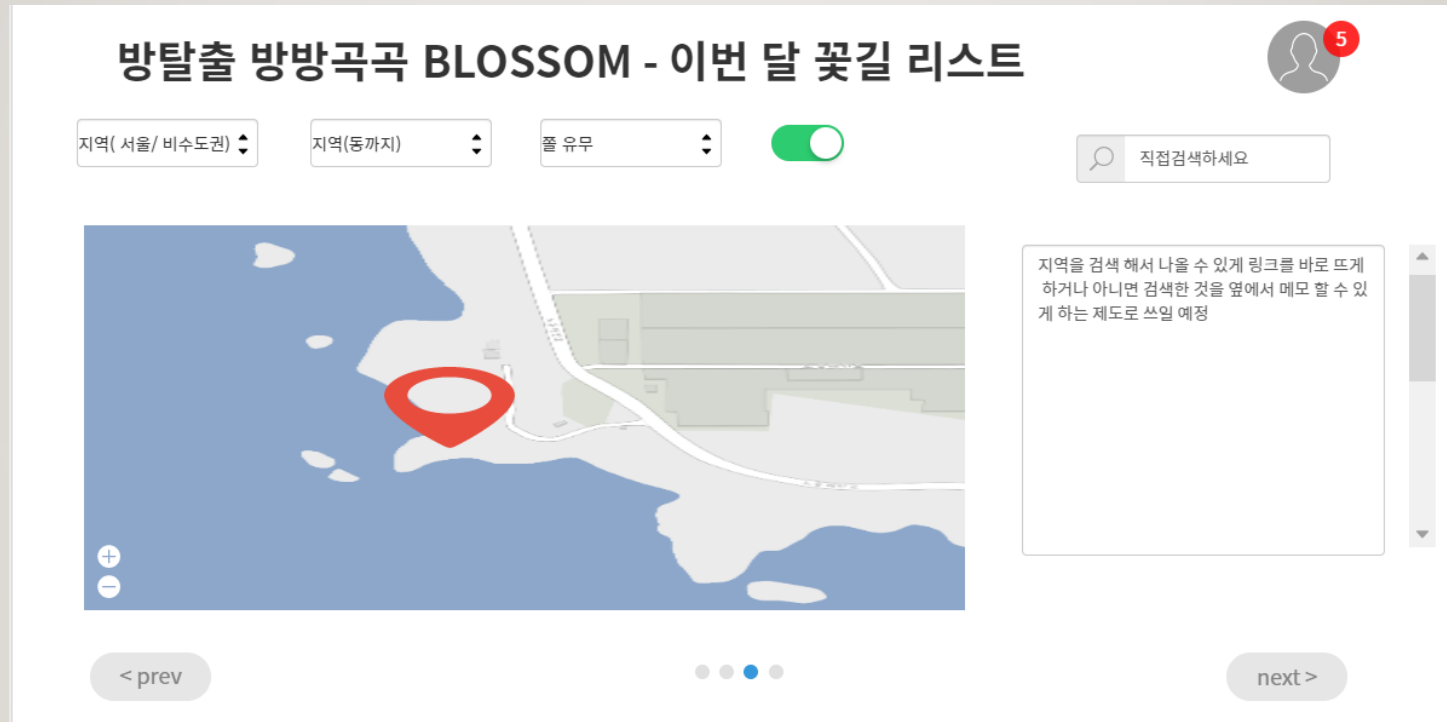 방탈출 방방곡곡 BLOSSOM - 이번 달 꽃길 리스트
5
지역( 서울/ 비수도권)
지역(동까지)
쫄 유무
직접검색하세요
지역을 검색 해서 나올 수 있게 링크를 바로 뜨게
하거나 아니면 검색한 것을 옆에서 메모 할 수 있
게 하는 제도로 쓰일 예정
< prev
next >